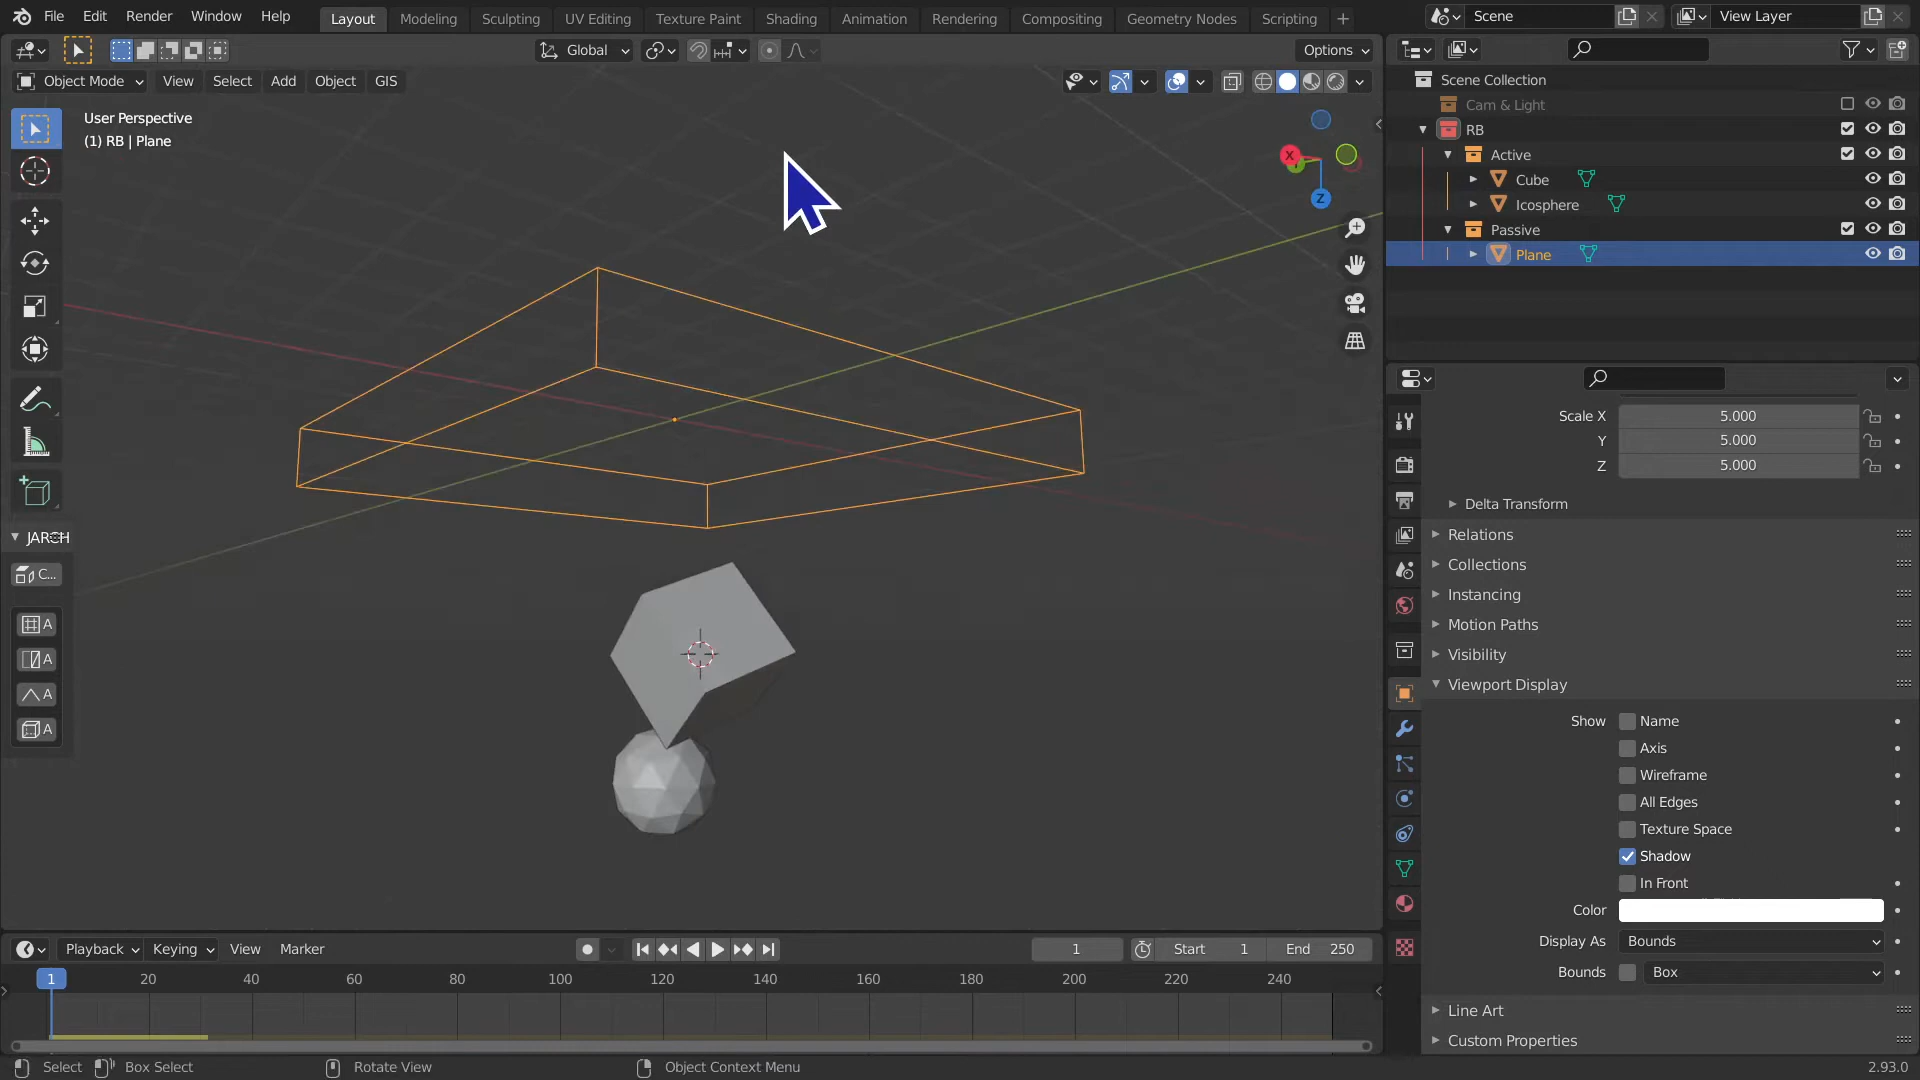 File Edit Render Window Help
Layout Modeling Sculpting UV Editing Texture Paint Shading Animation Rendering Compositing Geometry Nodes Scripting
Scene
View Layer
Global
Options
Object Mode View Select Add Object GIS
User Perspective
(1) RB | Plane
X
Z
Scene Collection
Cam & Light
RB
Active
Cube
Icosphere
Passive
Plane
JARCH
C...
A
A
A
A
Scale X 5.000
Y 5.000
Z 5.000
Delta Transform
Relations
Collections
Instancing
Motion Paths
Visibility
Viewport Display
Show Name
Axis
Wireframe
All Edges
Texture Space
Shadow
In Front
Color
Display As Bounds
Bounds Box
Line Art
Custom Properties
Playback Keying View Marker
1
Start 1
End 250
1 20 40 60 80 100 120 140 160 180 200 220 240
Select
Box Select
Rotate View
Object Context Menu
2.93.0